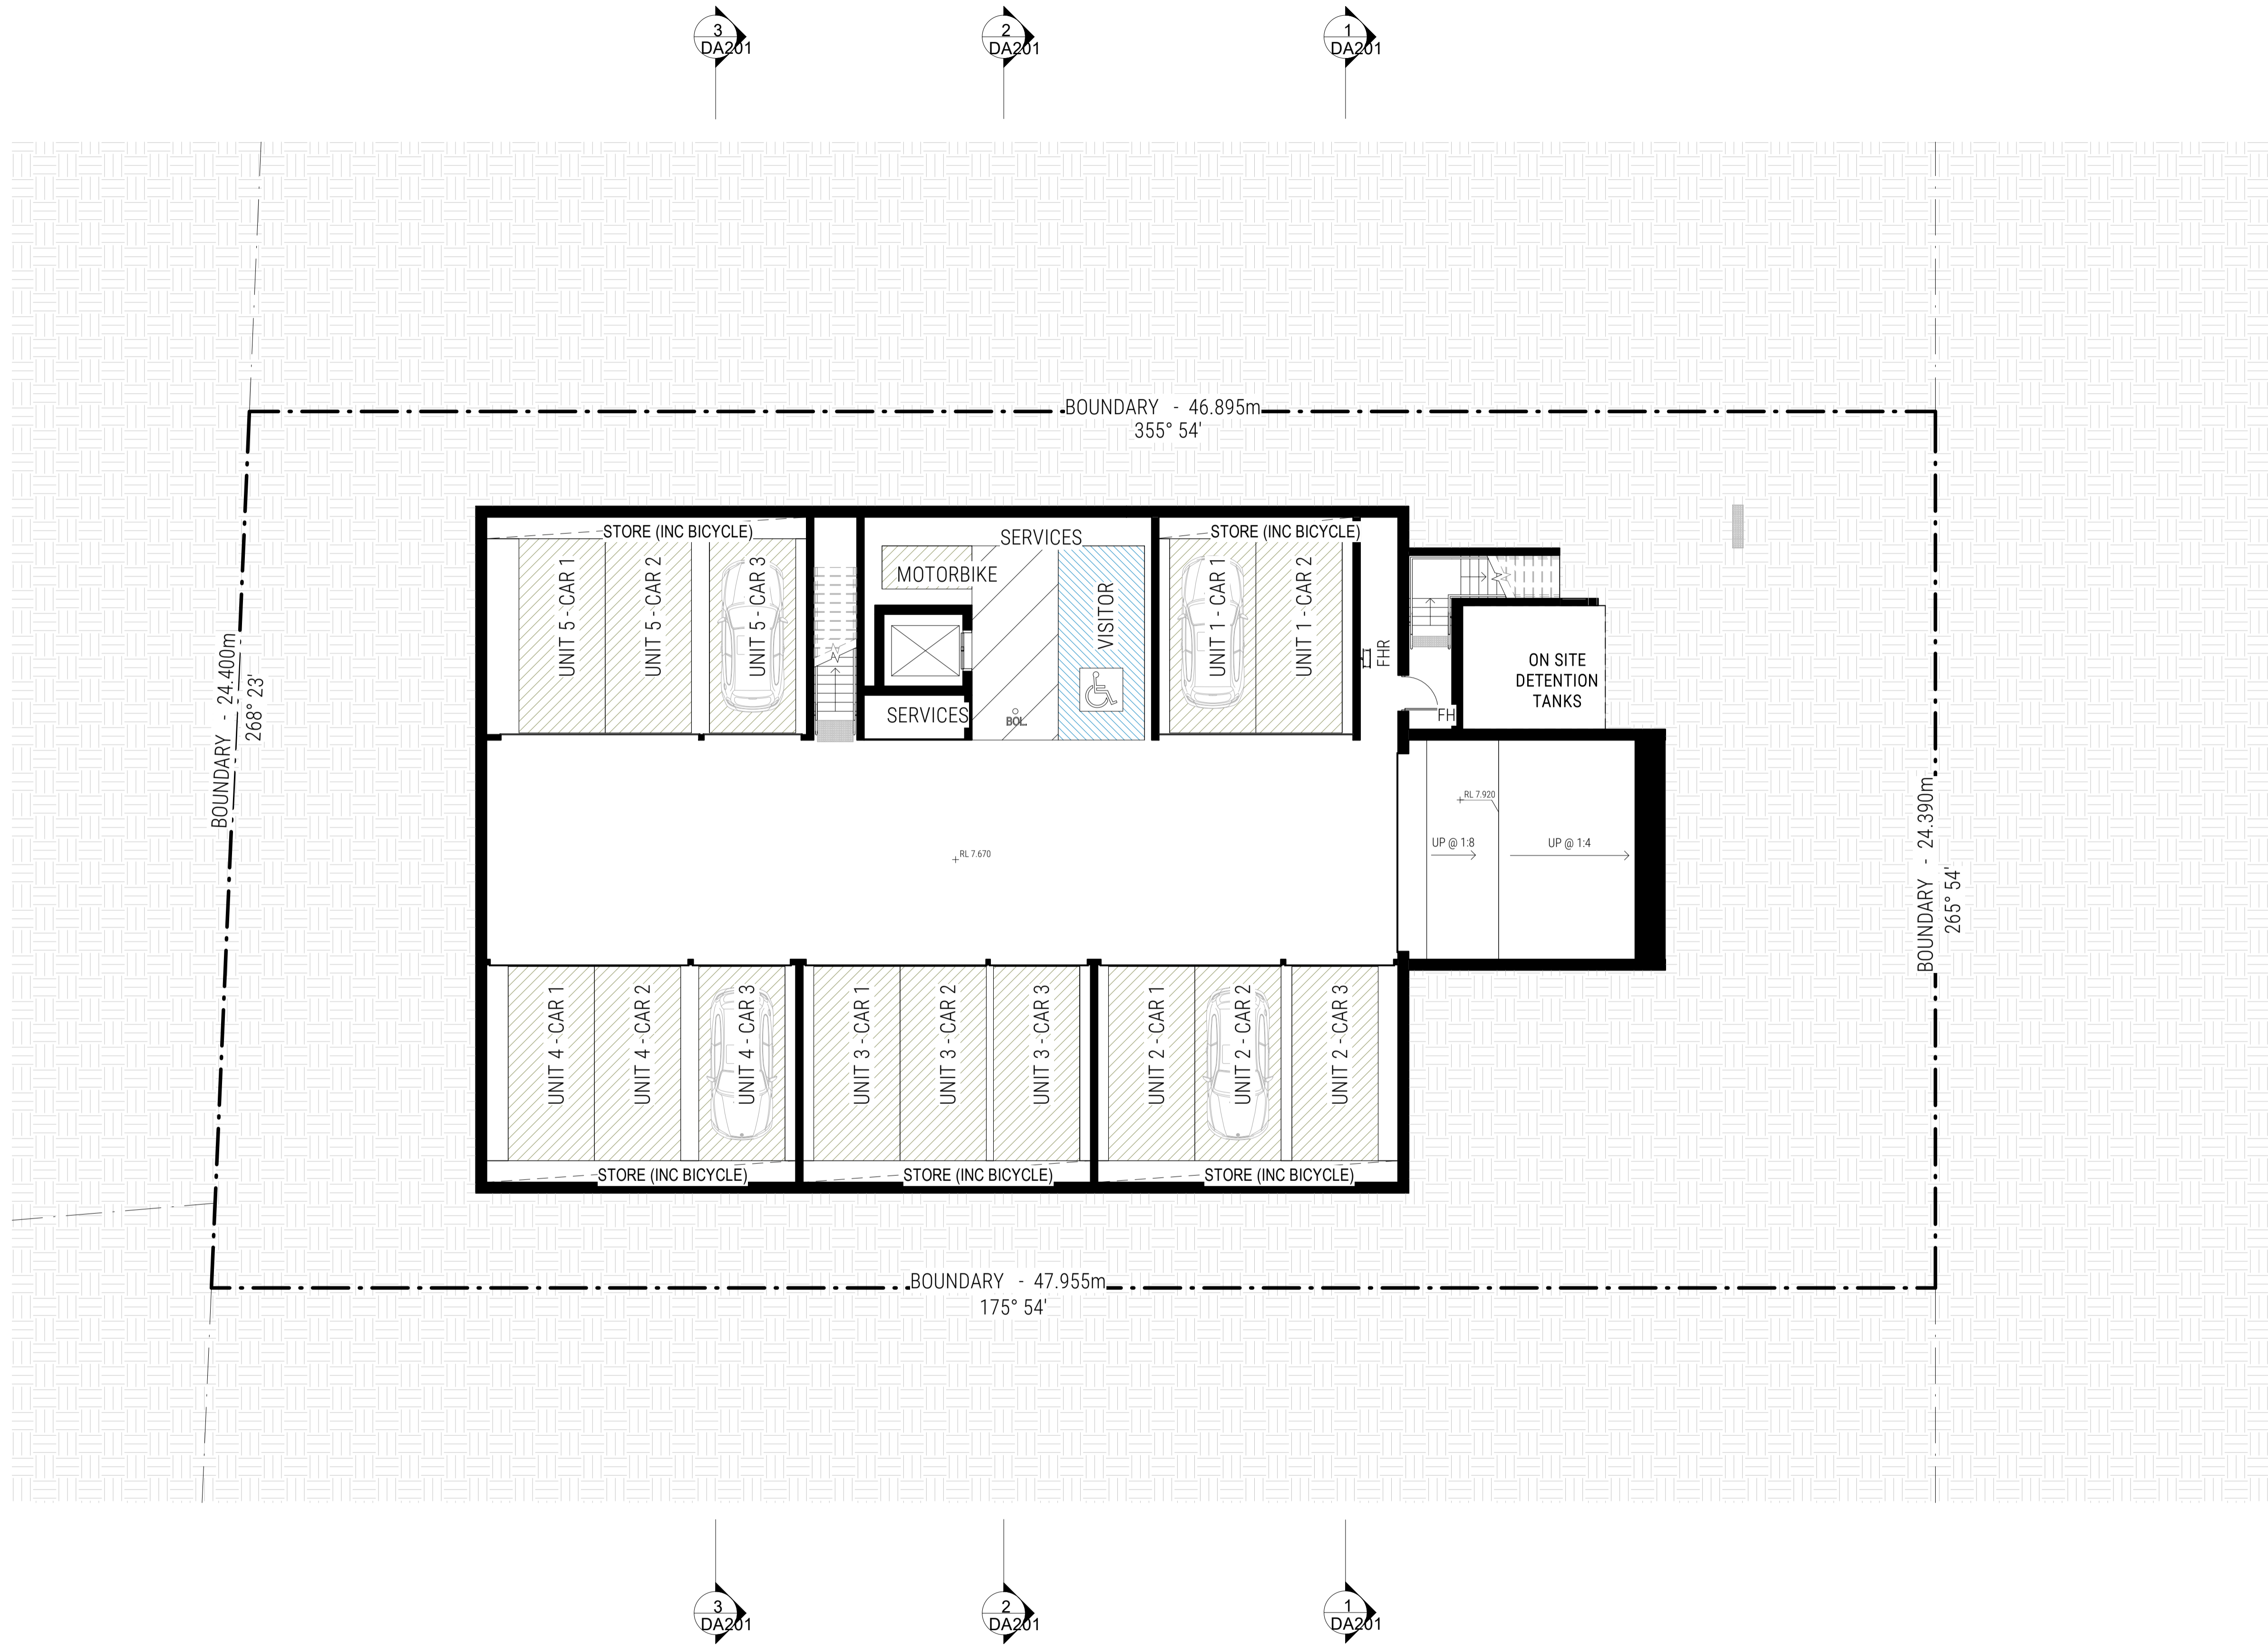 3
DA201
2
DA201
1
DA201
BOUNDARY - 46.895m
355° 54'
BOUNDARY - 24.400m
268° 23'
STORE (INC BICYCLE)
UNIT 5 - CAR 1
UNIT 5 - CAR 2
UNIT 5 - CAR 3
SERVICES
MOTORBIKE
VISITOR
SERVICES
BOL.
STORE (INC BICYCLE)
UNIT 1 - CAR 1
UNIT 1 - CAR 2
FHR
FH
ON SITE
DETENTION
TANKS
RL 7.670
RL 7.920
UP @ 1:8
UP @ 1:4
BOUNDARY - 24.390m
265° 54'
UNIT 4 - CAR 1
UNIT 4 - CAR 2
UNIT 4 - CAR 3
UNIT 3 - CAR 1
UNIT 3 - CAR 2
UNIT 3 - CAR 3
UNIT 2 - CAR 1
UNIT 2 - CAR 2
UNIT 2 - CAR 3
STORE (INC BICYCLE)
STORE (INC BICYCLE)
STORE (INC BICYCLE)
BOUNDARY - 47.955m
175° 54'
3
DA201
2
DA201
1
DA201